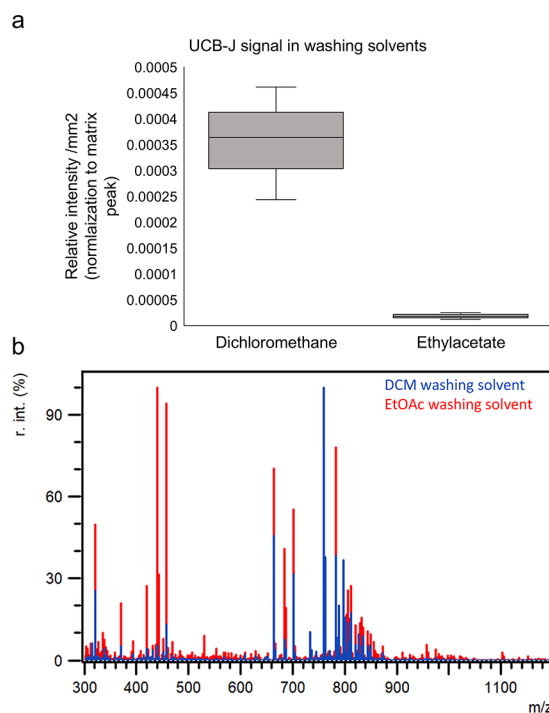 a
UCB-J signal in washing solvents
Relative intensity /mm2
(normlaization to matrix
peak)
0.0005
0.00045
0.0004
0.00035
0.0003
0.00025
0.0002
0.00015
0.0001
0.00005
0
Dichloromethane Ethylacetate
b
r. int. (%)
DCM washing solvent
EtOAc washing solvent
90
60
30
0
300 400 500 600 700 800 900 1100
m/z